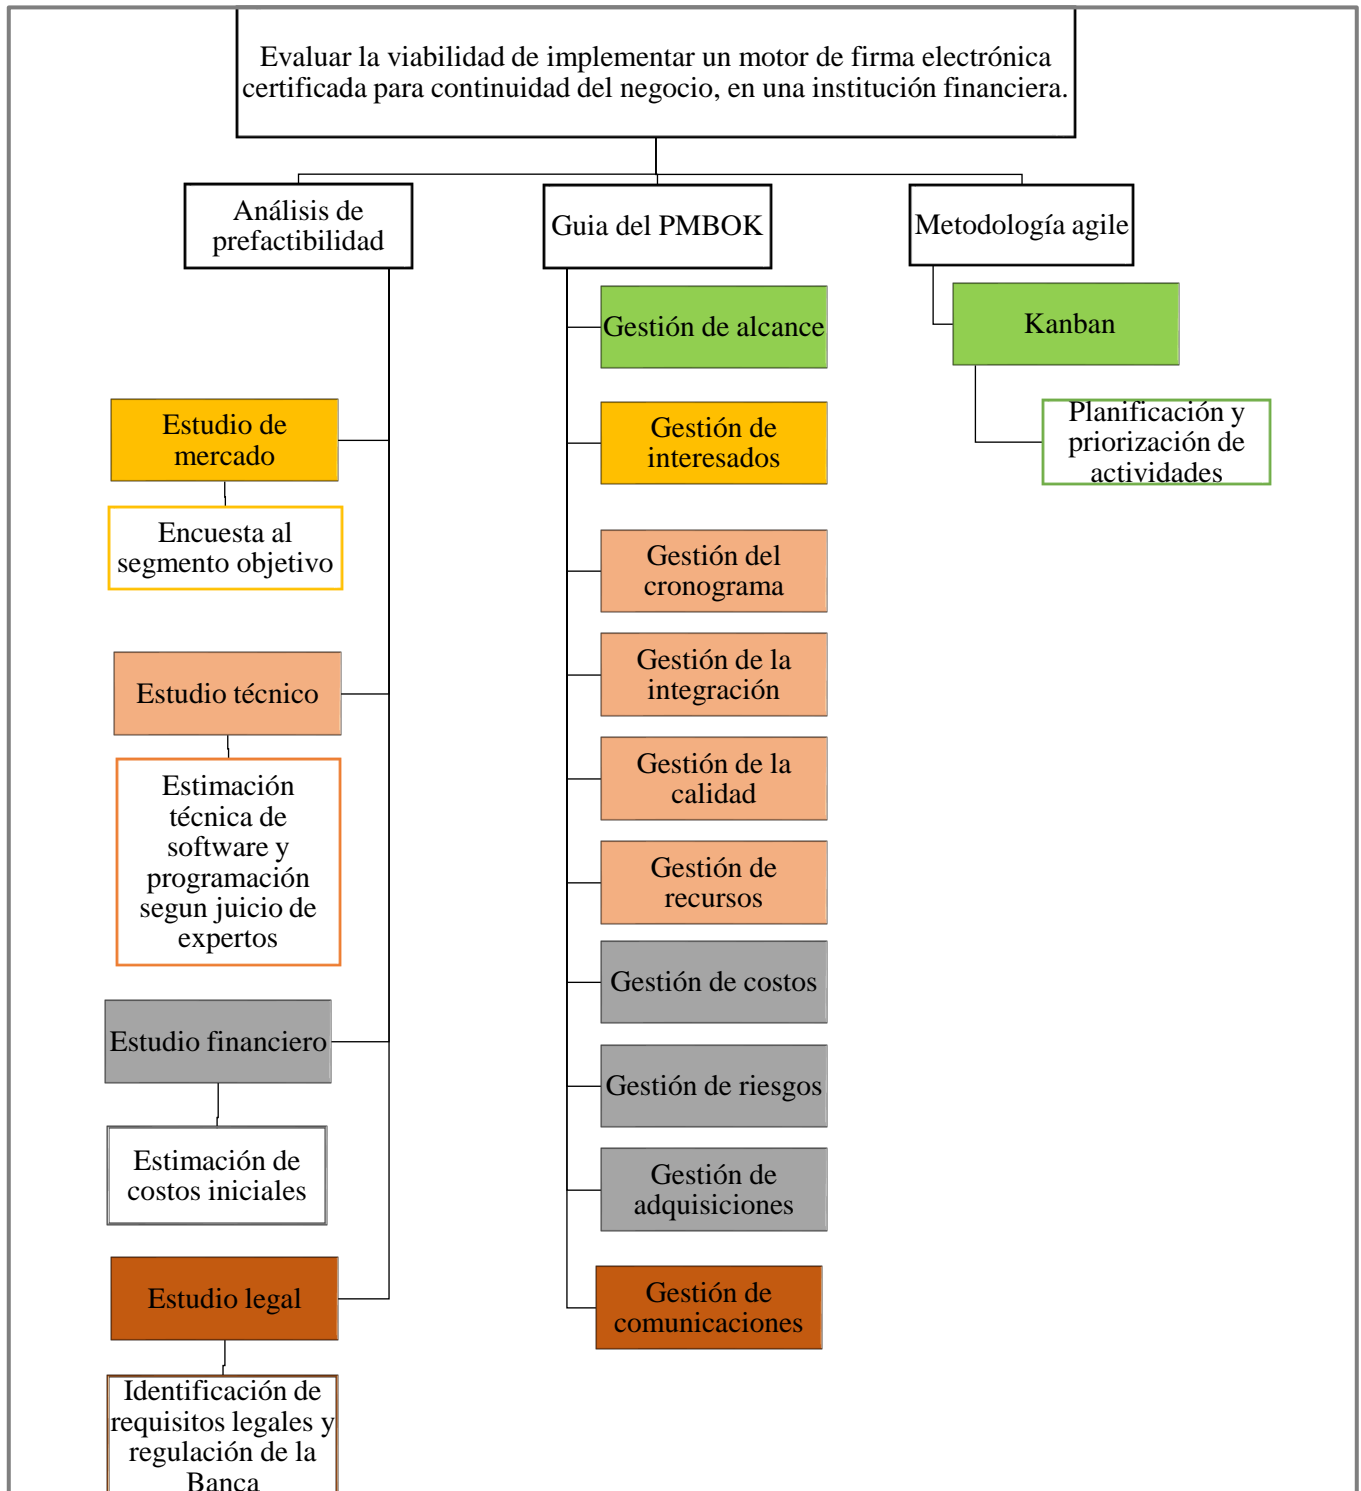 Evaluar la viabilidad de implementar un motor de firma electrónica
certificada para continuidad del negocio, en una institución financiera.
Análisis de
prefactibilidad
Guia del PMBOK
Metodología agile
Estudio de
mercado
Encuesta al
segmento objetivo
Estudio técnico
Estimación
técnica de
software y
programación
segun juicio de
expertos
Estudio financiero
Estimación de
costos iniciales
Estudio legal
Identificación de
requisitos legales y
regulación de la
Banca
Gestión de alcance
Gestión de
interesados
Gestión del
cronograma
Gestión de la
integración
Gestión de la
calidad
Gestión de
recursos
Gestión de costos
Gestión de riesgos
Gestión de
adquisiciones
Gestión de
comunicaciones
Kanban
Planificación y
priorización de
actividades